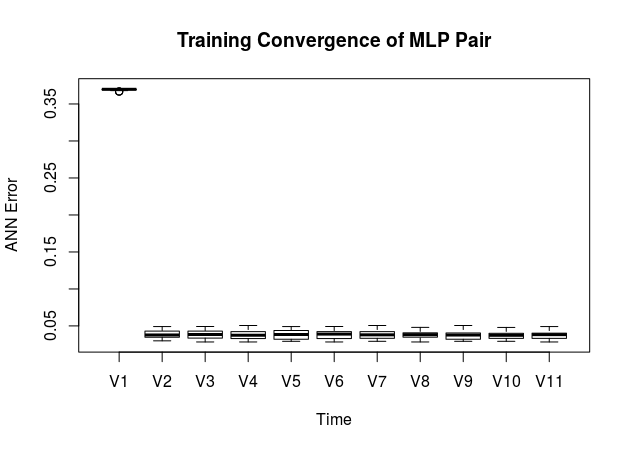 Training Convergence of MLP Pair
ANN Error
0.35
0.25
0.15
0.05
V1 V2 V3 V4 V5 V6 V7 V8 V9 V10 V11
Time